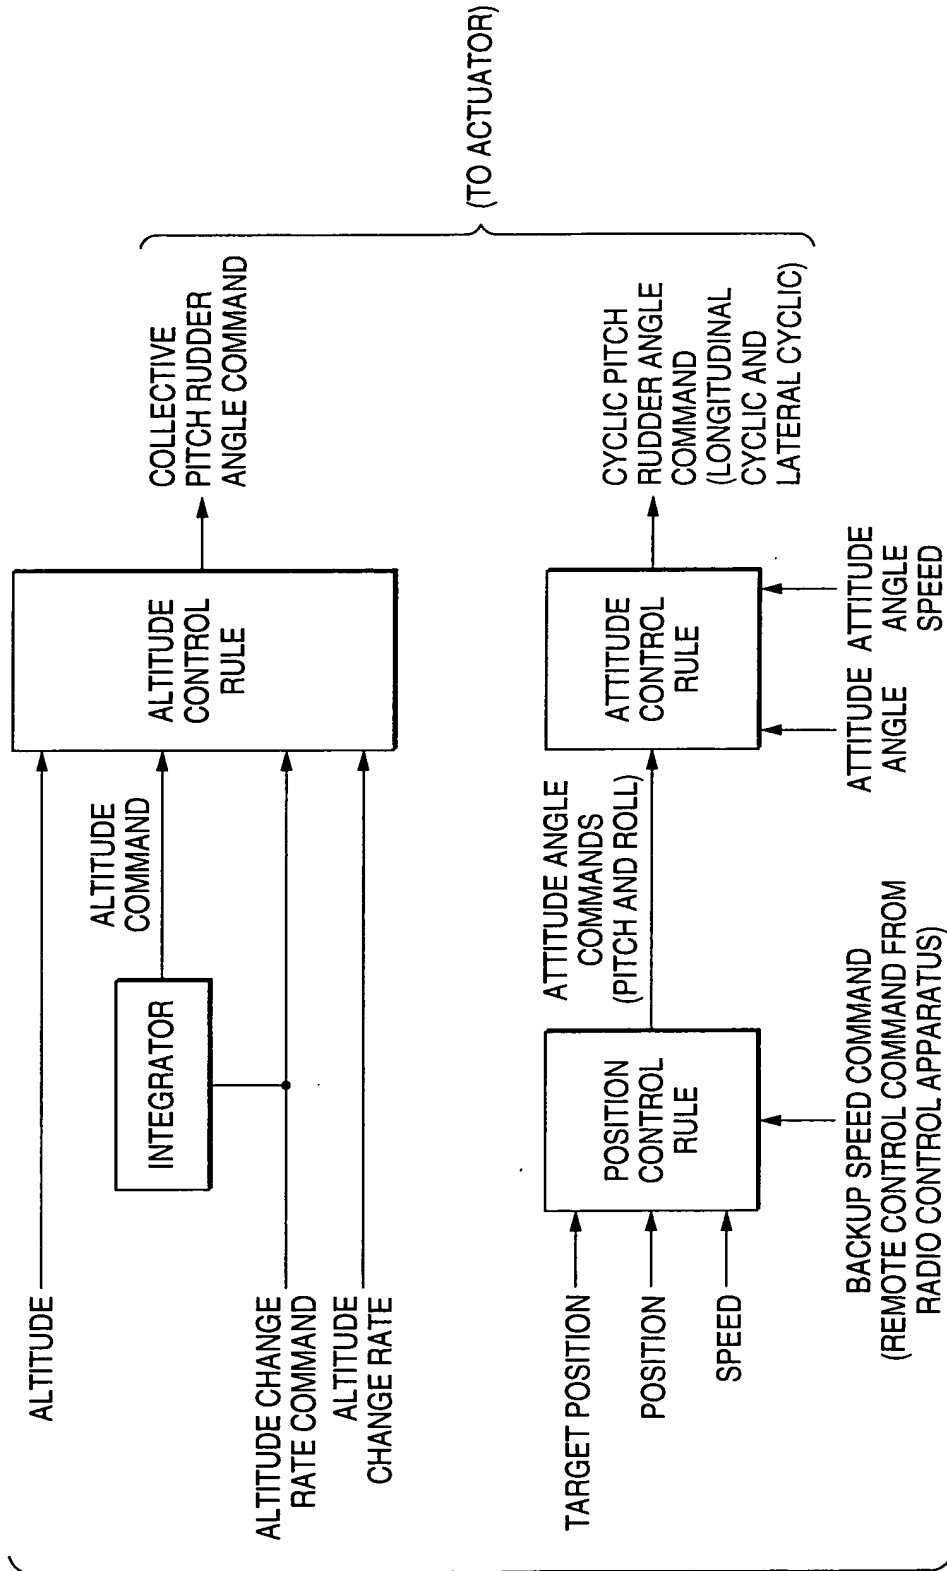 ALTITUDE
ALTITUDE CHANGE
RATE COMMAND
ALTITUDE
CHANGE RATE
INTEGRATOR
ALTITUDE
COMMAND
ALTITUDE
CONTROL
RULE
COLLECTIVE
PITCH RUDDER
ANGLE COMMAND
(TO ACTUATOR)
TARGET POSITION
POSITION
SPEED
POSITION
CONTROL
RULE
BACKUP SPEED COMMAND
(REMOTE CONTROL COMMAND FROM
RADIO CONTROL APPARATUS)
ATTITUDE ANGLE
COMMANDS
(PITCH AND ROLL)
ATTITUDE
CONTROL
RULE
ATTITUDE
ANGLE
ATTITUDE
ANGLE
SPEED
CYCLIC PITCH
RUDDER ANGLE
COMMAND
(LONGITUDINAL
CYCLIC AND
LATERAL CYCLIC)